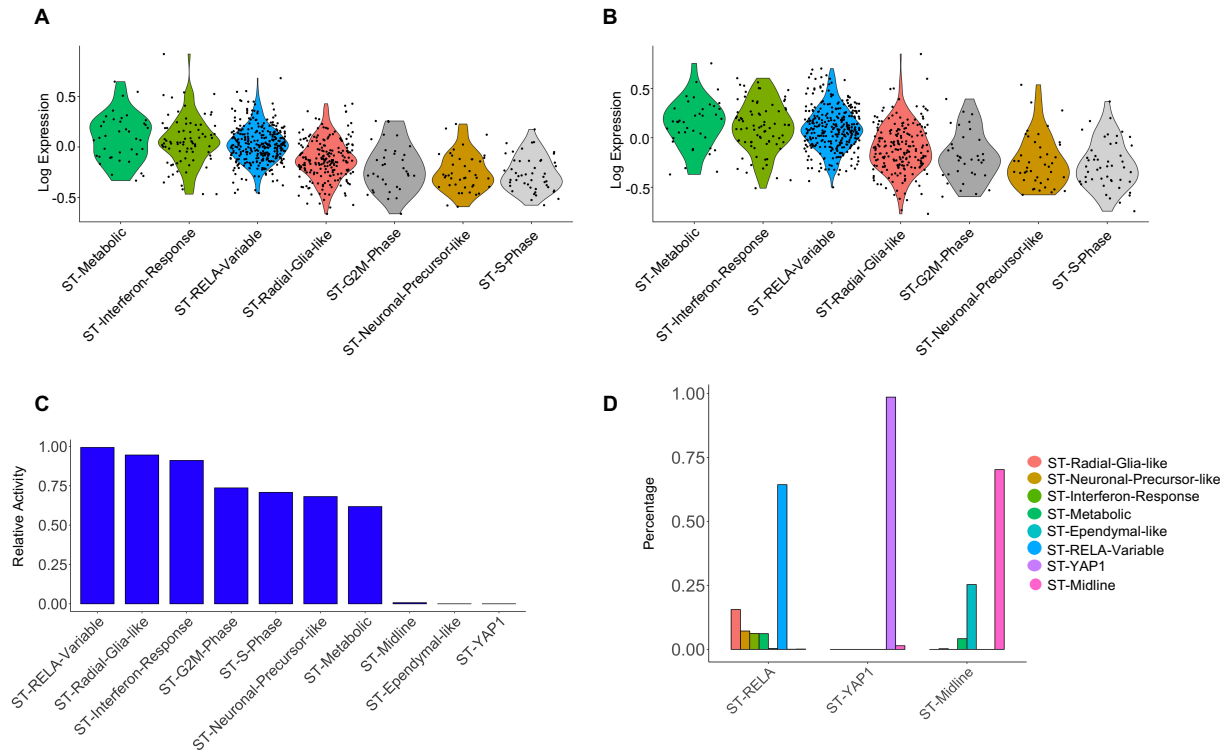 A
Log Expression
0.5
0.0
-0.5
ST-Metabolic
ST-Interferon-Response
ST-RELA-Variable
ST-Radial-Glia-like
ST-G2M-Phase
ST-Neuronal-Precursor-like
ST-S-Phase
B
Log Expression
0.5
0.0
-0.5
ST-Metabolic
ST-Interferon-Response
ST-RELA-Variable
ST-Radial-Glia-like
ST-G2M-Phase
ST-Neuronal-Precursor-like
ST-S-Phase
C
Relative Activity
1.00
0.75
0.50
0.25
0.00
ST-RELA-Variable
ST-Radial-Glia-like
ST-Interferon-Response
ST-G2M-Phase
ST-S-Phase
ST-Neuronal-Precursor-like
ST-Metabolic
ST-Midline
ST-Ependymal-like
ST-YAP1
D
Percentage
1.00
0.75
0.50
0.25
0.00
ST-RELA
ST-YAP1
ST-Midline
ST-Radial-Glia-like
ST-Neuronal-Precursor-like
ST-Interferon-Response
ST-Metabolic
ST-Ependymal-like
ST-RELA-Variable
ST-YAP1
ST-Midline